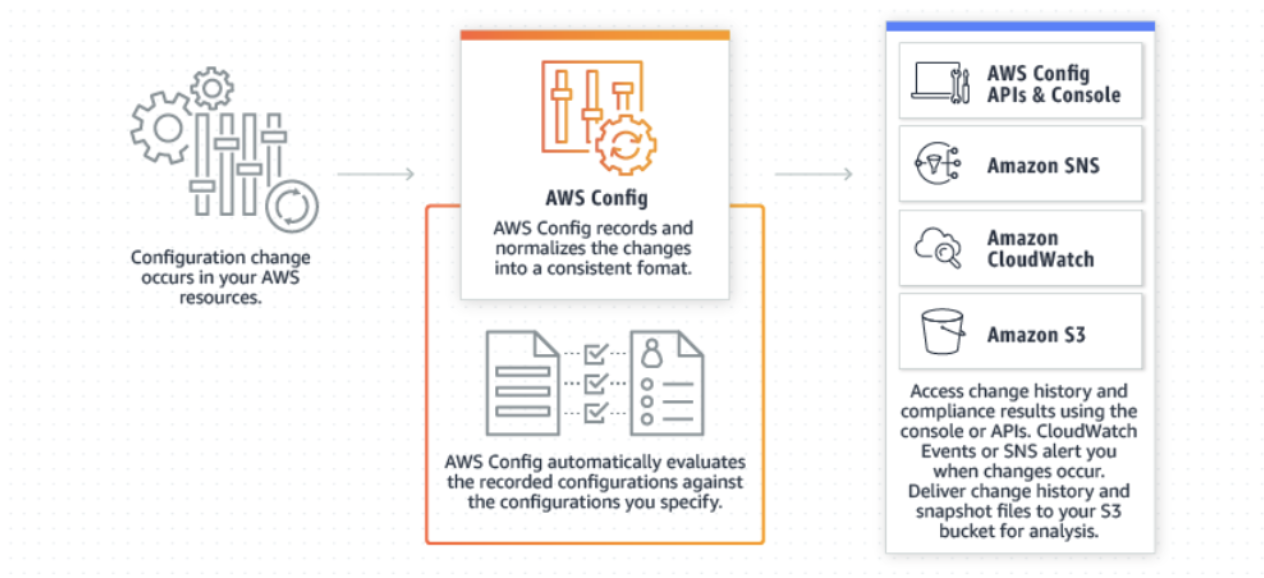 Configuration change
occurs in your AWS
resources.
AWS Config
AWS Config records and
normalizes the changes
into a consistent fomat.
AWS Config automatically evaluates
the recorded configurations against
the configurations you specify.
AWS Config
APIs & Console
Amazon SNS
Amazon
CloudWatch
Amazon S3
Access change history and
compliance results using the
console or APIs. CloudWatch
Events or SNS alert you
when changes occur.
Deliver change history and
snapshot files to your S3
bucket for analysis.